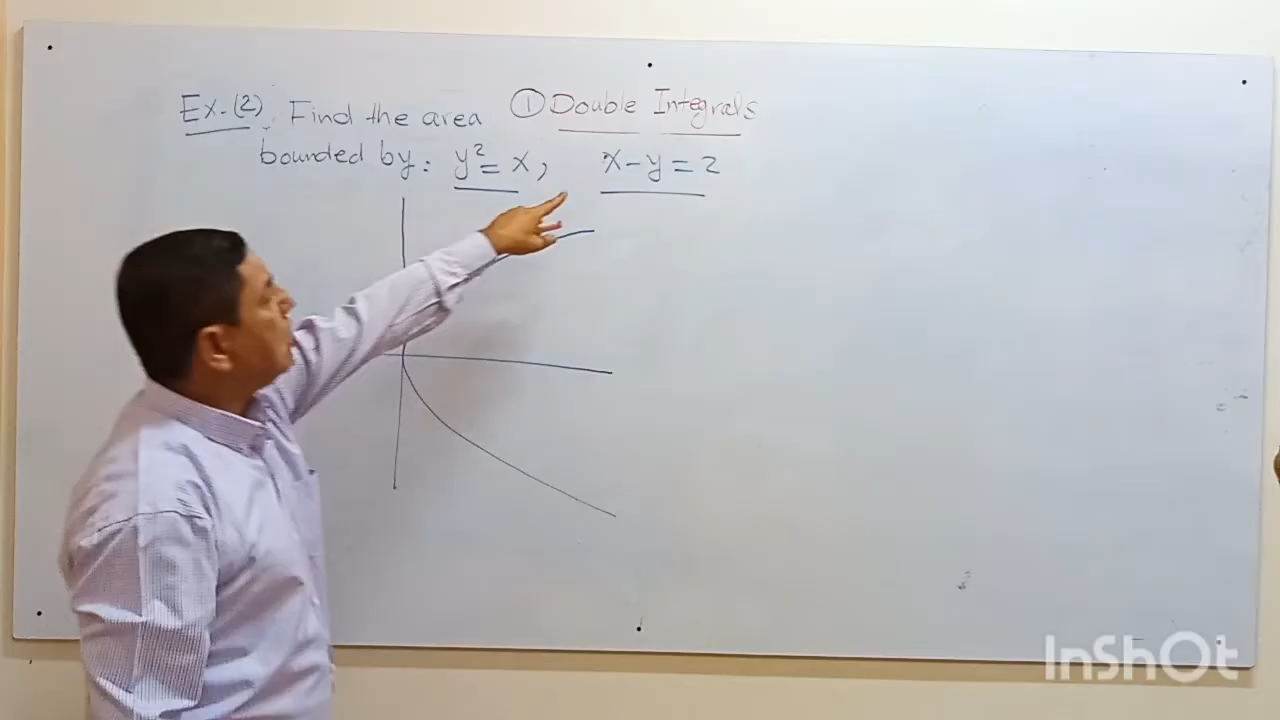 Ex-(2). Find the area
bounded by: y²= x, x-y=2
① Double Integrals
InShOt